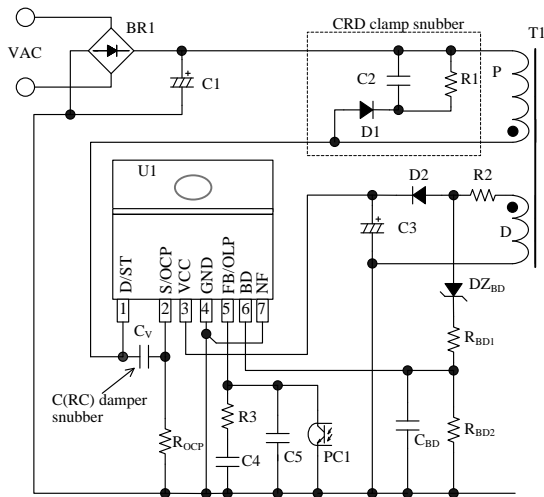 CRD clamp snubber
T1
BR1
VAC
P
C1
C2
R1
D1
U1
D2
R2
C3
D
D/ST
S/OCP
VCC
GND
FB/OLP
BD
NF
1
2
3
4
5
6
7
DZBD
CV
RBD1
C(RC) damper
snubber
ROCP
R3
C4
C5
PC1
CBD
RBD2